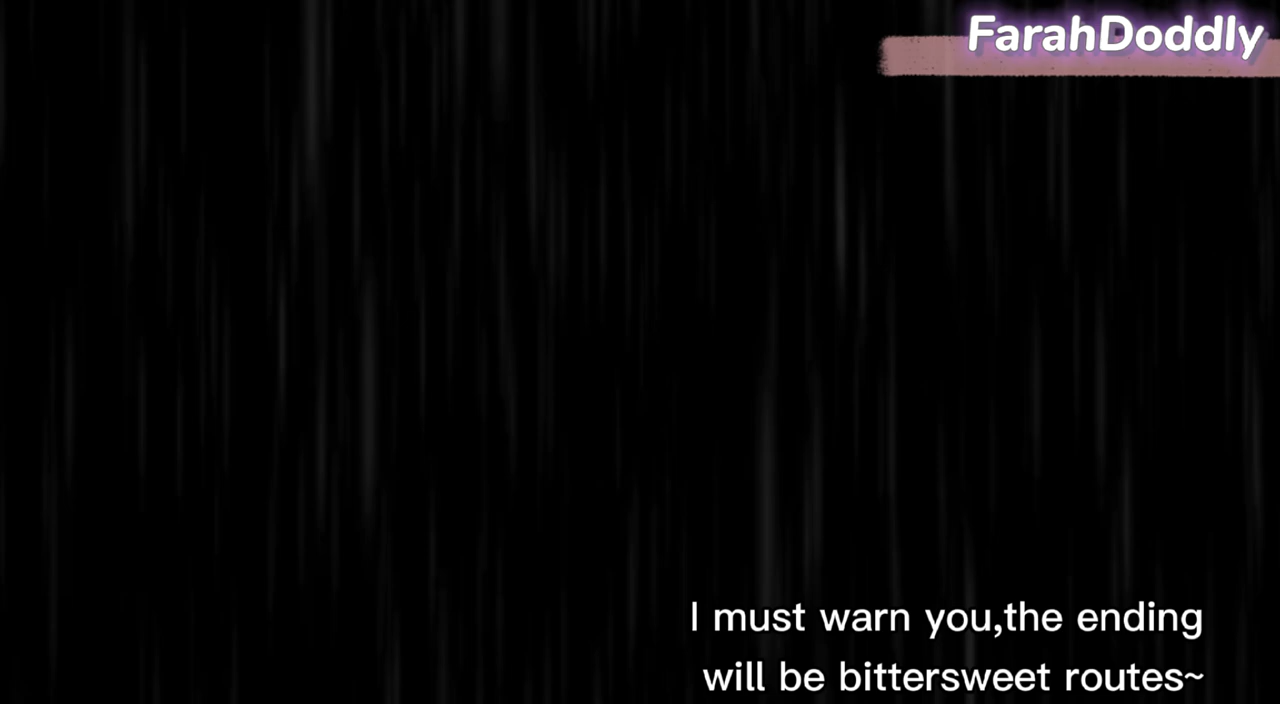 FarahDoddly
I must warn you,the ending
will be bittersweet routes~